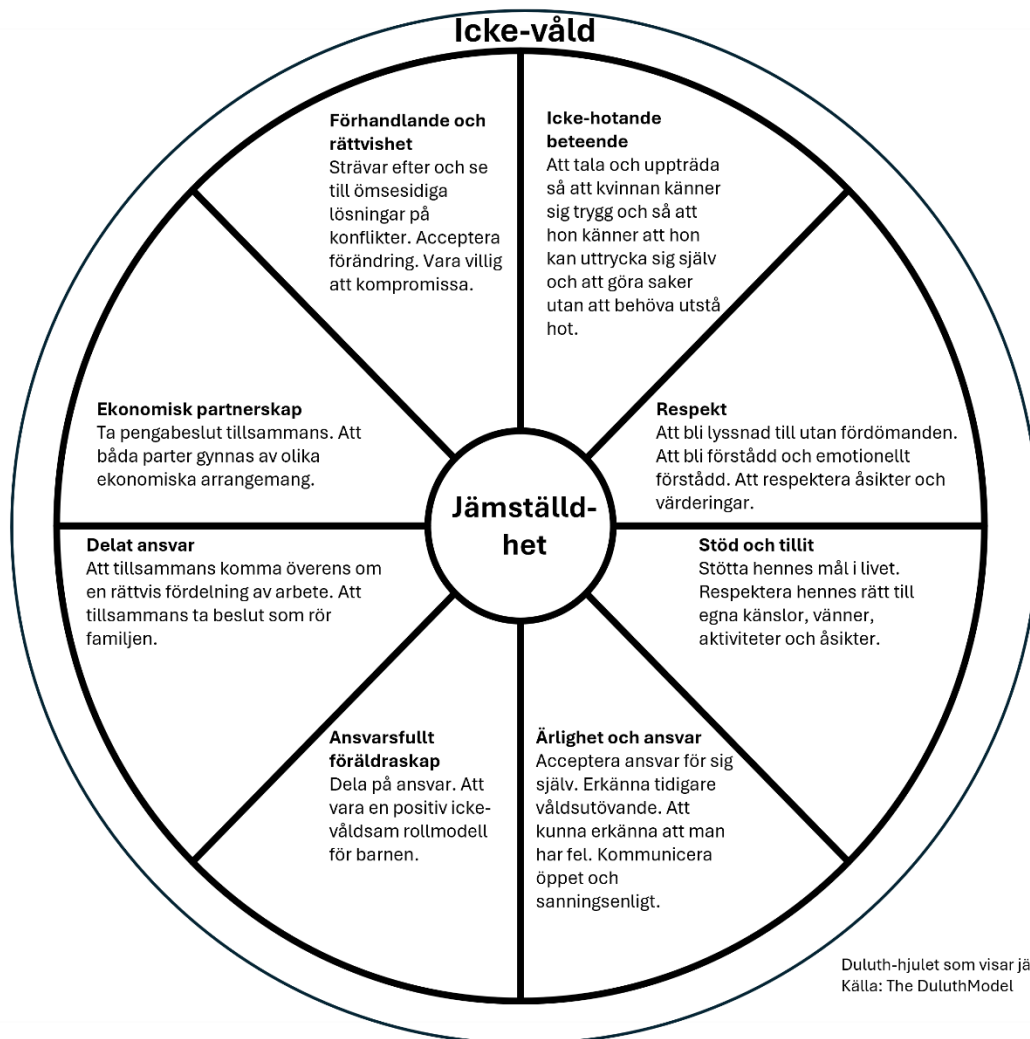 Icke-våld
Förhandlande och
rättvishet
Strävar efter och se
till ömsesidiga
lösningar på
konflikter. Acceptera
förändring. Vara villig
att kompromissa.
Icke-hotande
beteende
Att tala och uppträda
så att kvinnan känner
sig trygg och så att
hon känner att hon
kan uttrycka sig själv
och att göra saker
utan att behöva utstå
hot.
Ekonomisk partnerskap
Ta pengabeslut tillsammans. Att
båda parter gynnas av olika
ekonomiska arrangemang.
Respekt
Att bli lyssnad till utan fördömanden.
Att bli förstådd och emotionellt
förstådd. Att respektera åsikter och
värderingar.
Jämställd-
het
Delat ansvar
Att tillsammans komma överens om
en rättvis fördelning av arbete. Att
tillsammans ta beslut som rör
familjen.
Stöd och tillit
Stötta hennes mål i livet.
Respektera hennes rätt till
egna känslor, vänner,
aktiviteter och åsikter.
Ansvarsfullt
föräldraskap
Dela på ansvar. Att
vara en positiv icke-
våldsam rollmodell
för barnen.
Ärlighet och ansvar
Acceptera ansvar för sig
själv. Erkänna tidigare
våldsutövande. Att
kunna erkänna att man
har fel. Kommunicera
öppet och
sanningsenligt.
Duluth-hjulet som visar
Källa: The DuluthModel